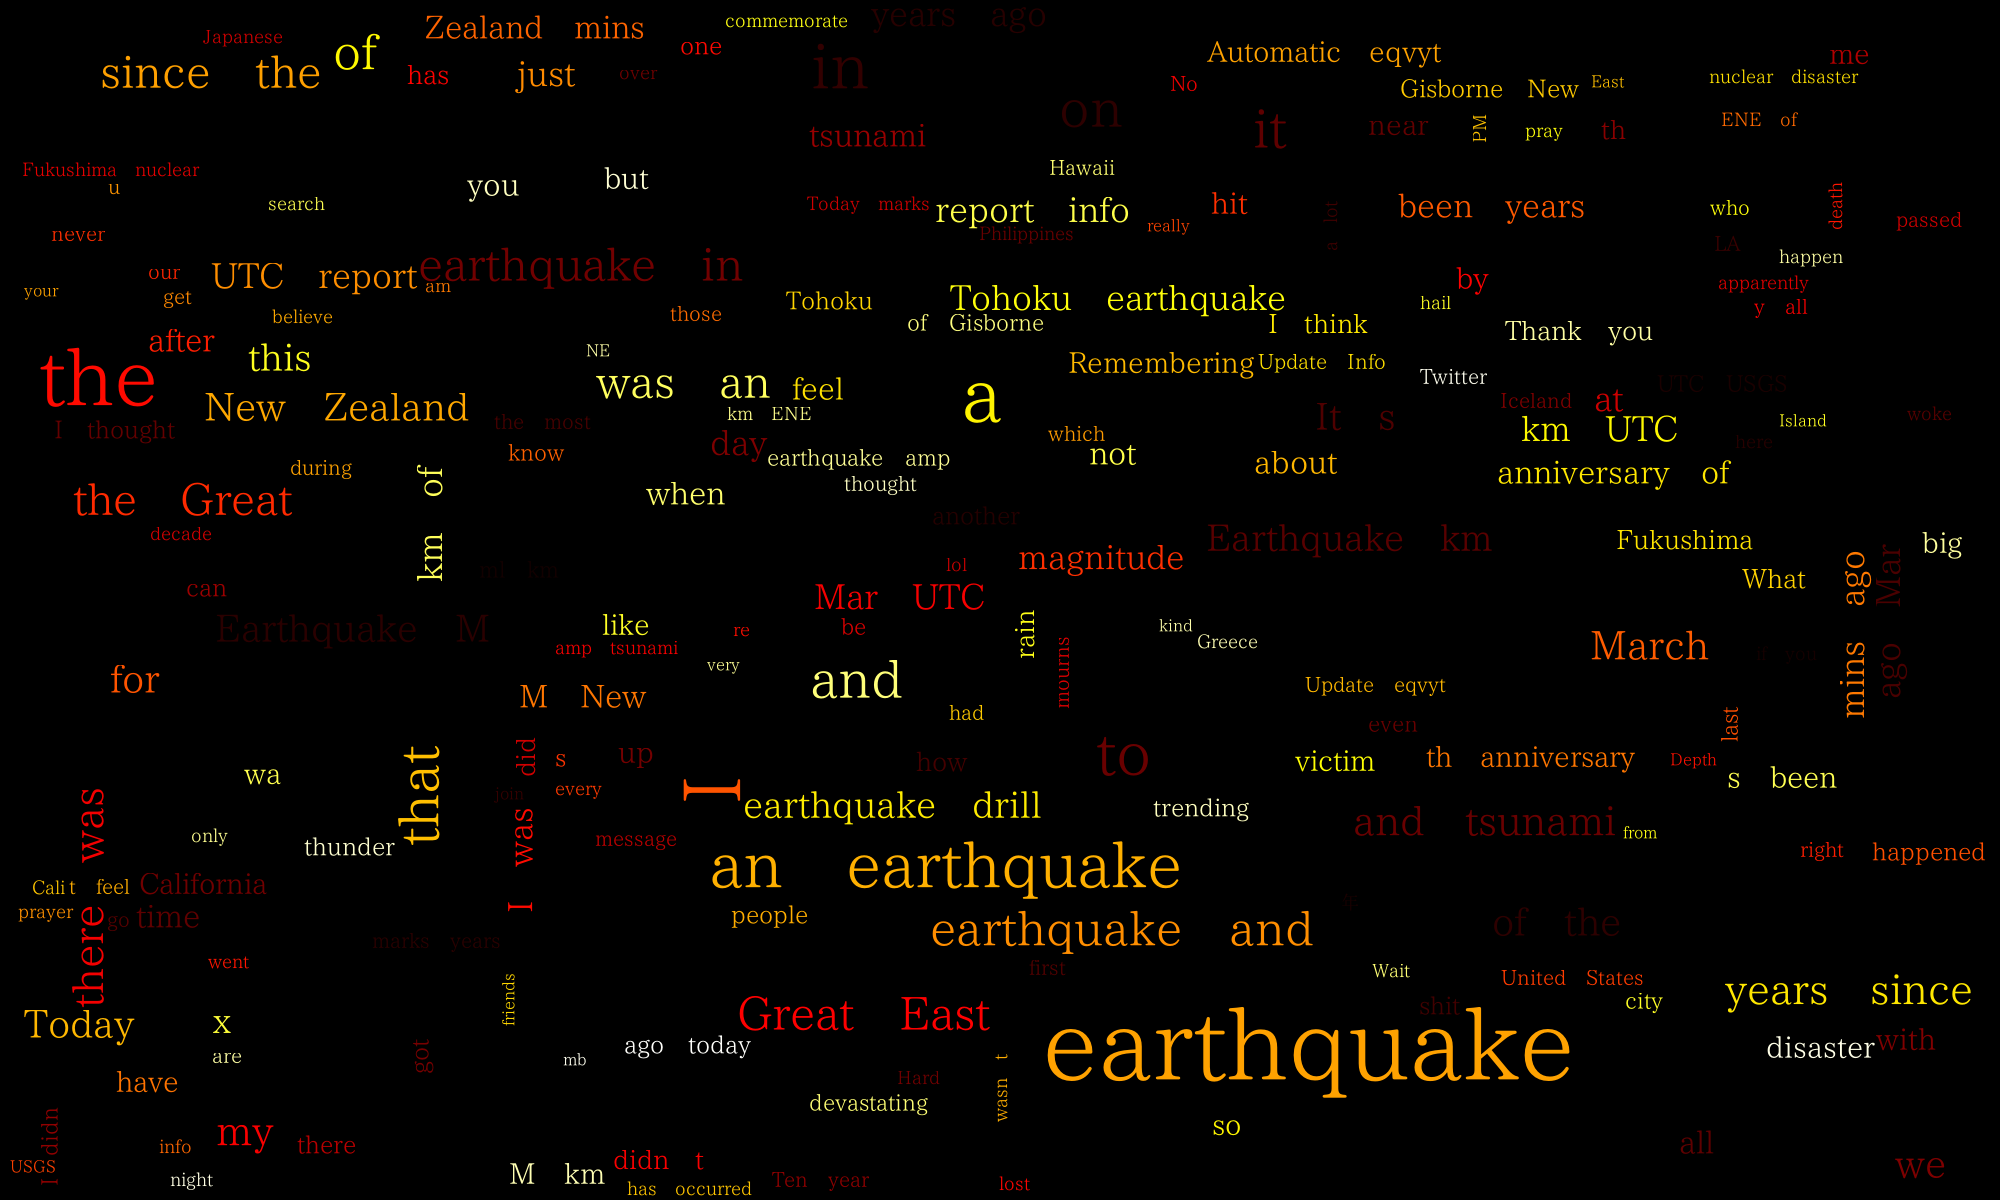 years ago
commemorate
Zealand mins
Japanese
of
one
Automatic eqvyt
me
since the
has
just
over
in
No
Gisborne New
East
nuclear disaster
on
it
near
PM
pray
th
ENE of
tsunami
Fukushima nuclear
u
you
but
Hawaii
search
Today marks
report info
hit
a lot
been years
who
death
passed
never
Philippines
really
LA
happen
our
UTC report
earthquake in
am
by
apparently
your
get
Tohoku
Tohoku earthquake
hail
y all
believe
those
of Gisborne
I think
Thank you
after
this
NE
Remembering
Update Info
the
was an
feel
a
Twitter
UTC USGS
New Zealand
km ENE
It s
Iceland
at
Island
woke
I thought
the most
day
which
km UTC
here
know
earthquake amp
not
about
anniversary of
during
km of
thought
the Great
when
another
decade
Earthquake km
Fukushima
big
ml km
magnitude
lol
What
mins ago
Mar
can
Mar UTC
Earthquake M
like
re
be
rain
kind
Greece
March
ago
amp tsunami
very
mourns
if you
for
M New
and
Update eqvyt
had
even
last
that
I was did
s
up
how
to
victim
th anniversary
Depth
wa
s been
there was
join
every
I
earthquake drill
trending
and tsunami
from
only
thunder
message
right
happened
an earthquake
Cali t
feel
California
prayer
go
time
people
earthquake and
of the
marks years
went
first
Wait
United States
friends
years since
Today
x
Great East
shit
city
are
got
mb
ago today
earthquake
disaster
with
have
Hard
wasn t
devastating
I didn
my
there
so
info
all
USGS
night
M km
didn t
has occurred
Ten year
lost
we